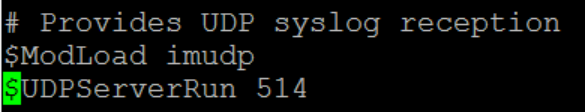 # Provides UDP syslog reception
$ModLoad imudp
$UDPServerRun 514